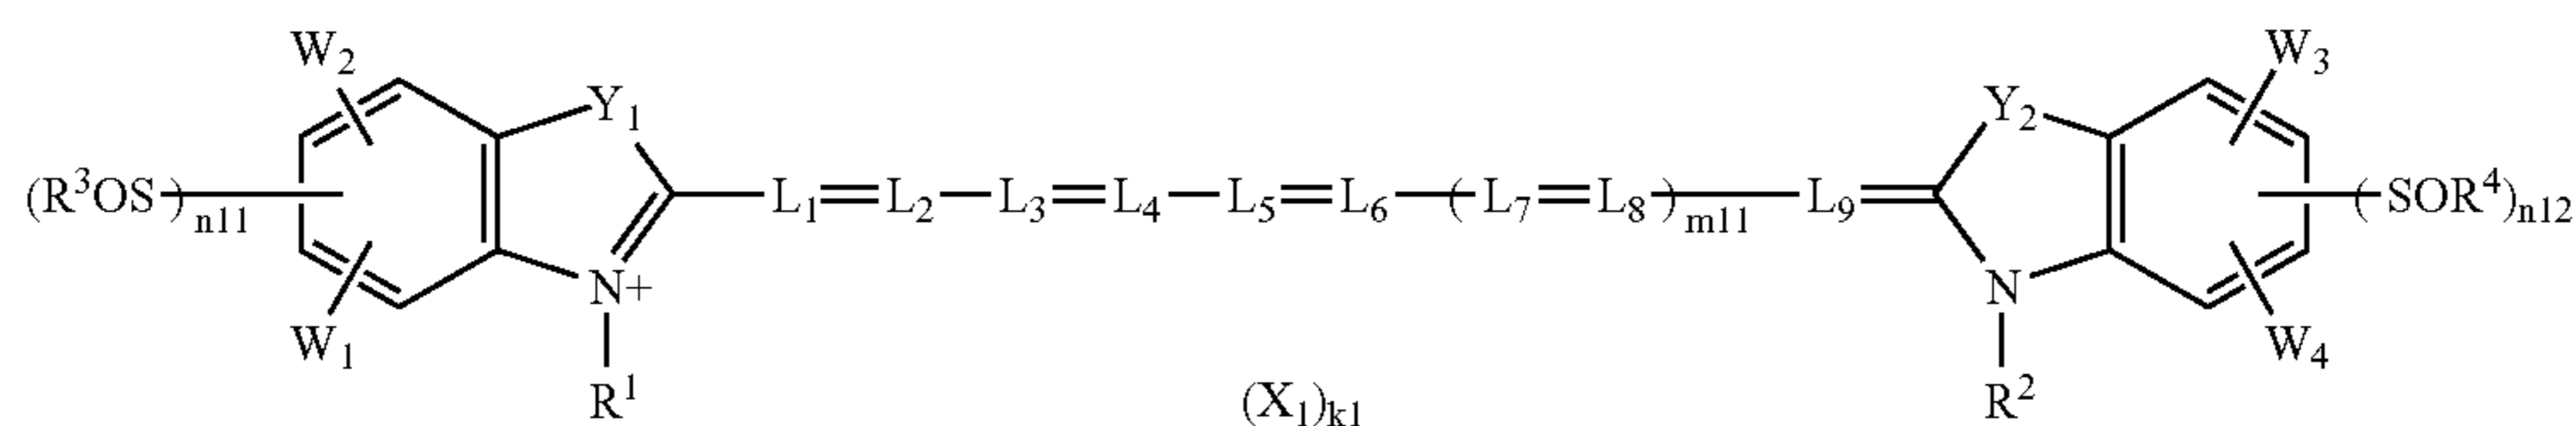 W₂ W₃
Y₁ Y₂
(R³OS)ₙ₁₁ L₁=L₂—L₃=L₄—L₅=L₆—(L₇=L₈)ₘ₁₁—L₉= (SOR⁴)ₙ₁₂
N+ N
W₁ W₄
R¹ (X₁)ₖ₁ R²